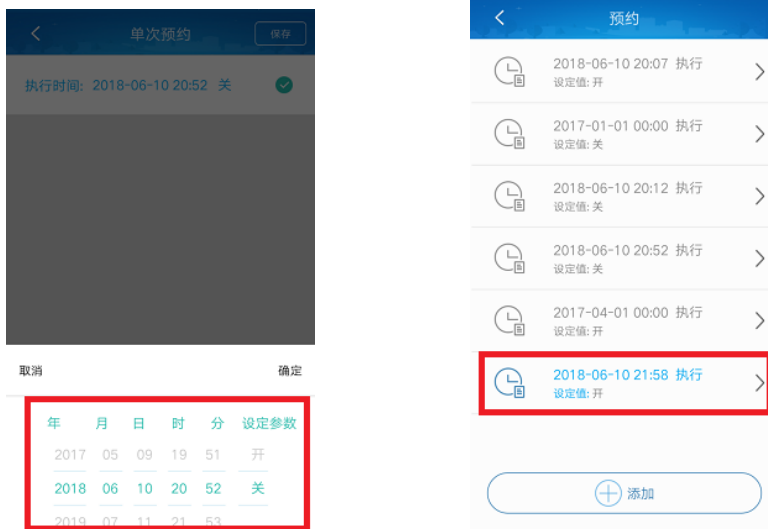 单次预约
保存
执行时间: 2018-06-10 20:52 关
取消
确定
年 月 日 时 分 设定参数
2017 05 09 19 51 开
2018 06 10 20 52 关
2019 07 11 21 53
预约
2018-06-10 20:07 执行
设定值: 开
2017-01-01 00:00 执行
设定值: 关
2018-06-10 20:12 执行
设定值: 关
2018-06-10 20:52 执行
设定值: 关
2017-04-01 00:00 执行
设定值: 开
2018-06-10 21:58 执行
设定值: 开
添加